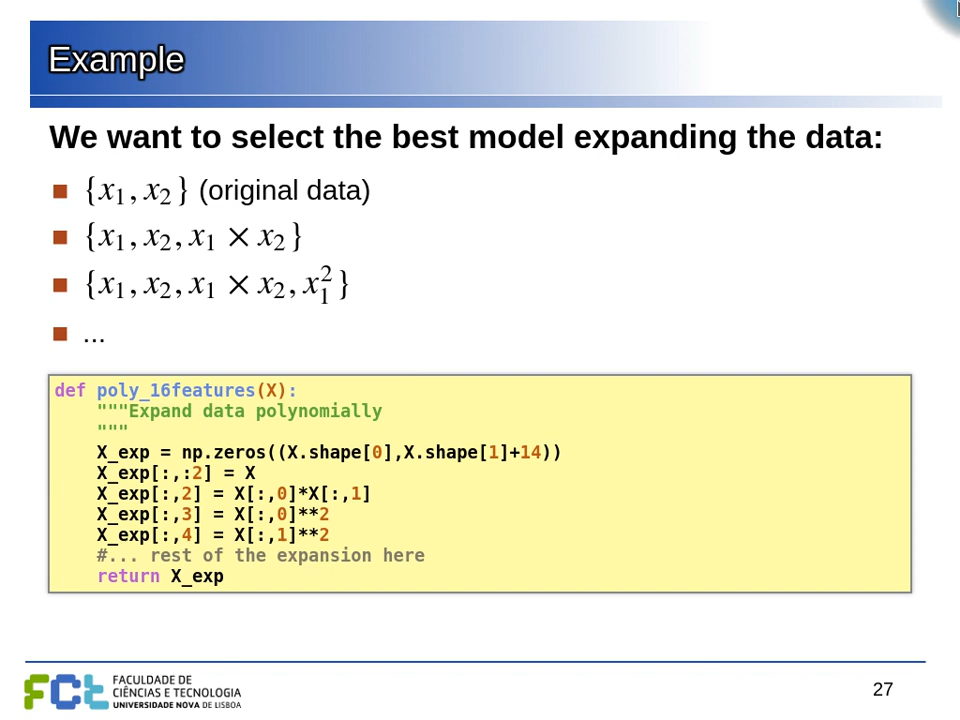 Example
We want to select the best model expanding the data:
{x₁, x₂} (original data)
{x₁, x₂, x₁ × x₂}
{x₁, x₂, x₁ × x₂, x₁²}
...
def poly_16features(X):
    """Expand data polynomially
    """
    X_exp = np.zeros((X.shape[0],X.shape[1]+14))
    X_exp[:,:2] = X
    X_exp[:,2] = X[:,0]*X[:,1]
    X_exp[:,3] = X[:,0]**2
    X_exp[:,4] = X[:,1]**2
    #... rest of the expansion here
    return X_exp
FCt
FACULDADE DE
CIÊNCIAS E TECNOLOGIA
UNIVERSIDADE NOVA DE LISBOA
27